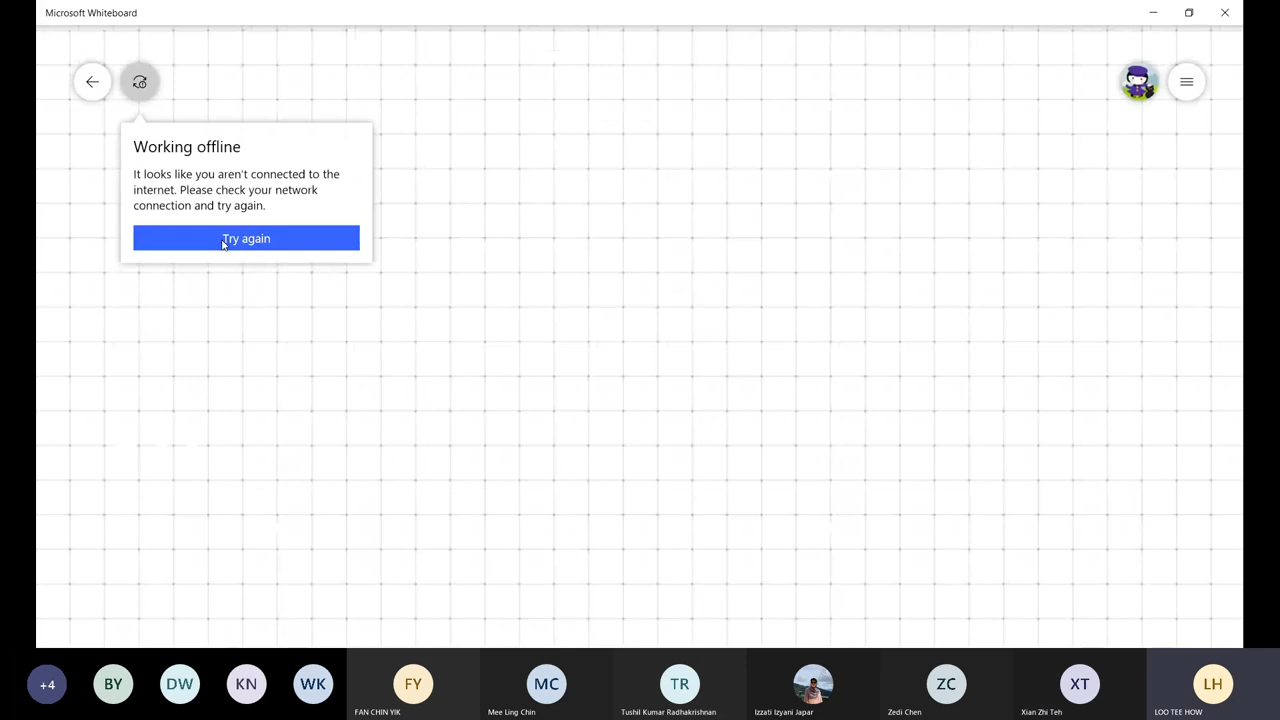 Microsoft Whiteboard
Working offline
It looks like you aren't connected to the
internet. Please check your network
connection and try again.
Try again
+4
BY
DW
KN
WK
FY
MC
TR
ZC
XT
LH
FAN CHIN YIK
Mee Ling Chin
Tushil Kumar Radhakrishnan
Izzati Izyani Japar
Zedi Chen
Xian Zhi Teh
LOO TEE HOW